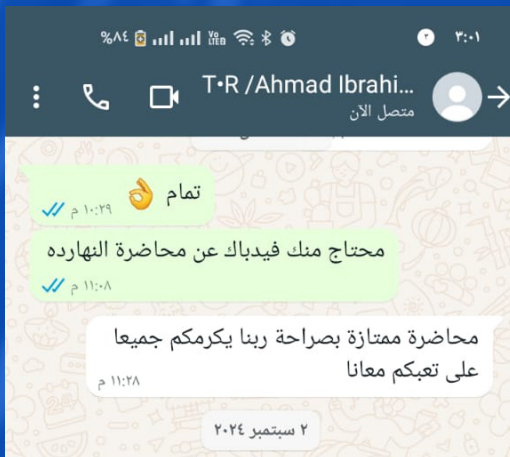 ٣:٠١
٢
%٨٤
T•R /Ahmad Ibrahi...
متصل الآن
تمام 👌
١٠:٢٩ م
محتاج منك فيدباك عن محاضرة النهارده
١١:٠٨ م
محاضرة ممتازة بصراحة ربنا يكرمكم جميعا
على تعبكم معانا
١١:٢٨ م
٢ سبتمبر ٢٠٢٤